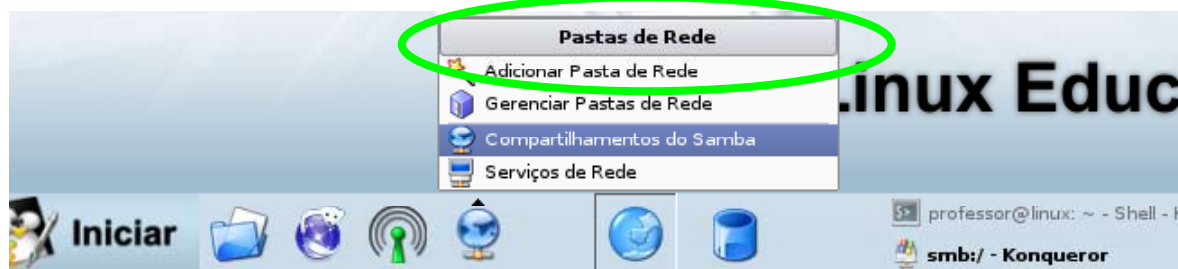 Pastas de Rede
Adicionar Pasta de Rede
Gerenciar Pastas de Rede
Compartilhamentos do Samba
Serviços de Rede
Linux Educ
Iniciar
professor@linux: ~ - Shell - K
smb:/ - Konqueror